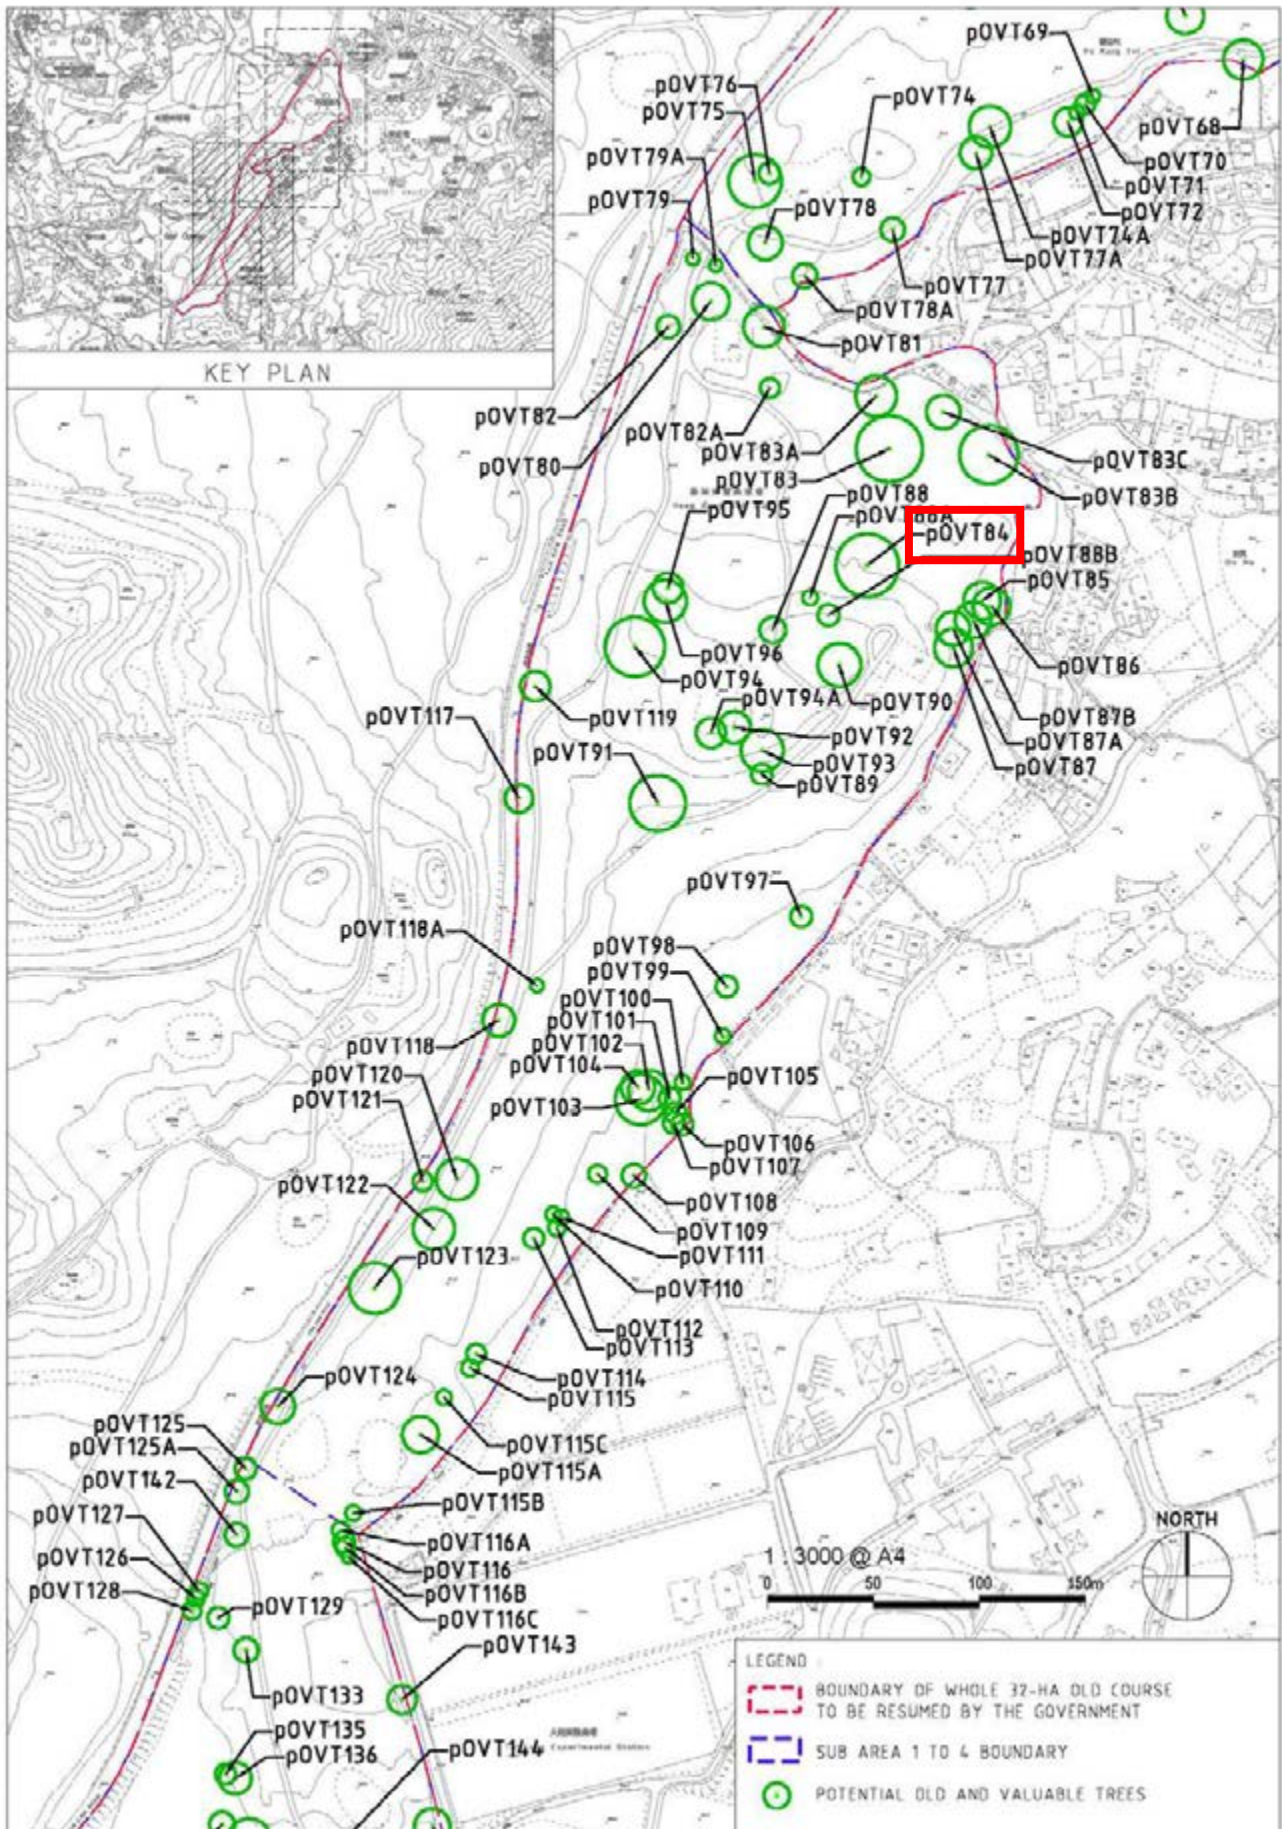 KEY PLAN
pOVT69
pOVT68
pOVT70
pOVT71
pOVT72
pOVT74A
pOVT77A
pOVT74
pOVT76
pOVT75
pOVT79A
pOVT79
pOVT78
pOVT77
pOVT78A
pOVT81
pOVT82
pOVT80
pOVT82A
pOVT83A
pOVT83
pOVT83C
pOVT83B
pOVT88
pOVT88A
pOVT95
pOVT84
pOVT88B
pOVT85
pOVT86
pOVT96
pOVT94
pOVT94A
pOVT90
pOVT87B
pOVT87A
pOVT87
pOVT92
pOVT93
pOVT89
pOVT119
pOVT117
pOVT91
pOVT97
pOVT118A
pOVT98
pOVT99
pOVT100
pOVT101
pOVT102
pOVT104
pOVT103
pOVT105
pOVT106
pOVT107
pOVT108
pOVT109
pOVT111
pOVT110
pOVT112
pOVT113
pOVT118
pOVT120
pOVT121
pOVT122
pOVT123
pOVT114
pOVT115
pOVT115C
pOVT115A
pOVT124
pOVT125
pOVT125A
pOVT142
pOVT127
pOVT126
pOVT128
pOVT129
pOVT115B
pOVT116A
pOVT116
pOVT116B
pOVT116C
pOVT143
pOVT133
pOVT135
pOVT136
pOVT144
Experimental Station
NORTH
1 : 3000 @ A4
0 50 100 150m
LEGEND :
BOUNDARY OF WHOLE 32-HA OLD COURSE
TO BE RESUMED BY THE GOVERNMENT
SUB AREA 1 TO 4 BOUNDARY
POTENTIAL OLD AND VALUABLE TREES